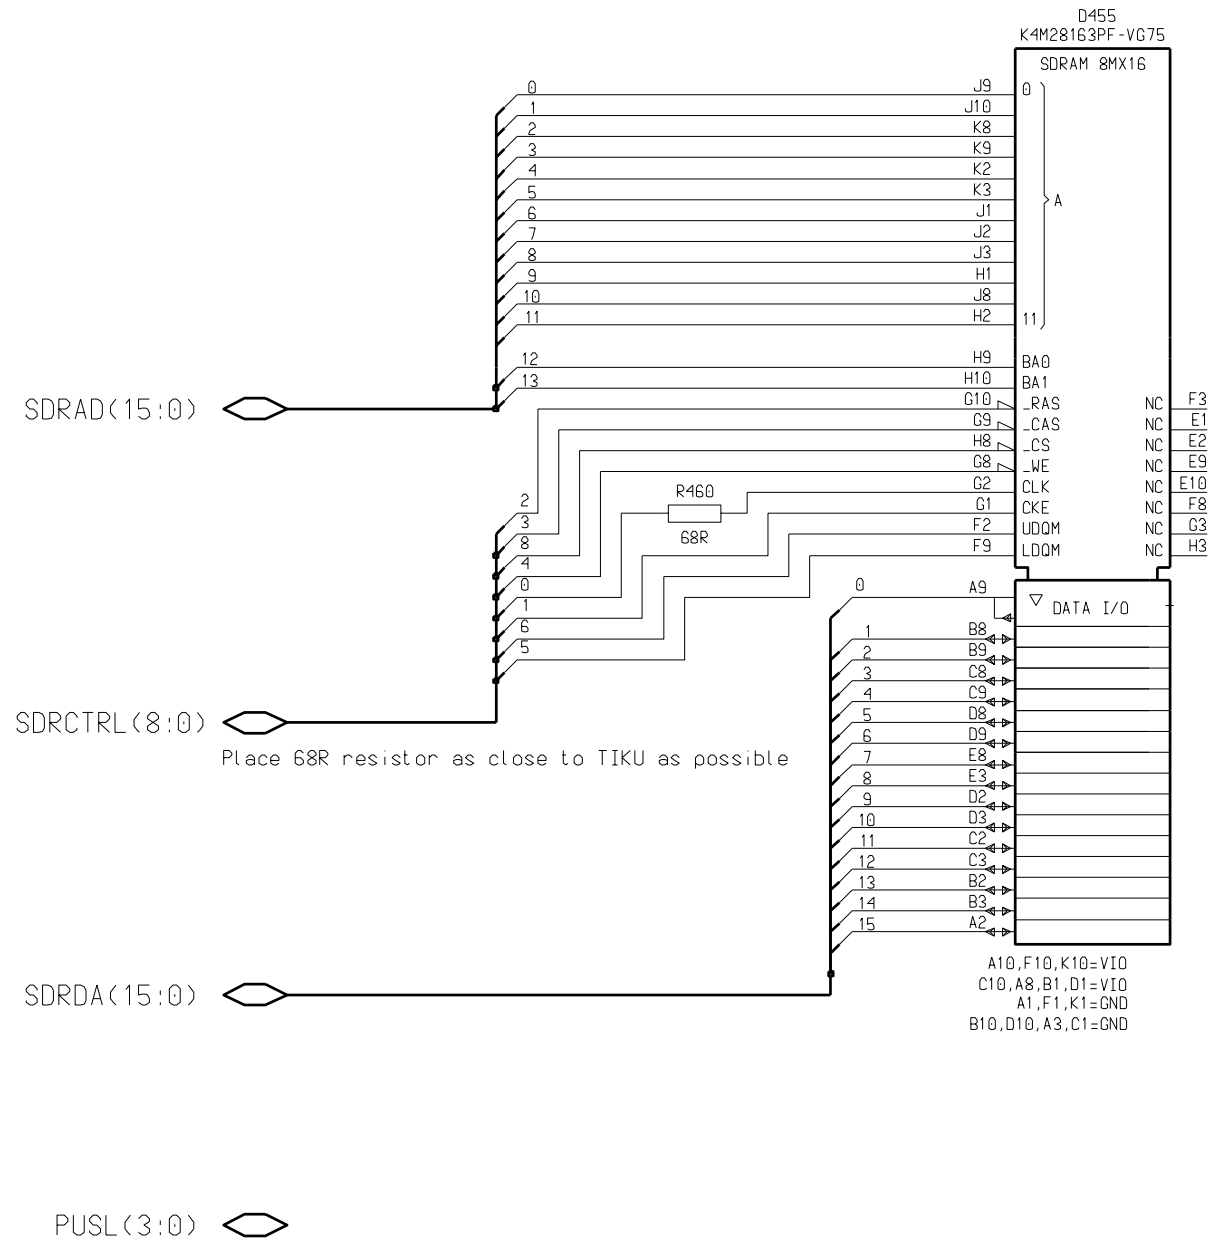 D455
K4M28163PF-VG75
SDRAM 8MX16
0 J9 0
1 J10
2 K8
3 K9
4 K2
5 K3
6 J1
A
7 J2
8 J3
9 H1
10 J8
11 H2 11
12 H9 BA0
13 H10 BA1
SDRAD(15:0)
G10 _RAS NC F3
G9 _CAS NC E1
H8 _CS NC E2
G8 _WE NC E9
G2 CLK NC E10
G1 CKE NC F8
F2 UDQM NC G3
F9 LDQM NC H3
R460
68R
2
3
8
4
0
1
6
5
SDRCTRL(8:0)
Place 68R resistor as close to TIKU as possible
0 A9 DATA I/O
1 B8
2 B9
3 C8
4 C9
5 D8
6 D9
7 E8
8 E3
9 D2
10 D3
11 C2
12 C3
13 B2
14 B3
15 A2
SDRDA(15:0)
A10,F10,K10=VIO
C10,A8,B1,D1=VIO
A1,F1,K1=GND
B10,D10,A3,C1=GND
PUSL(3:0)